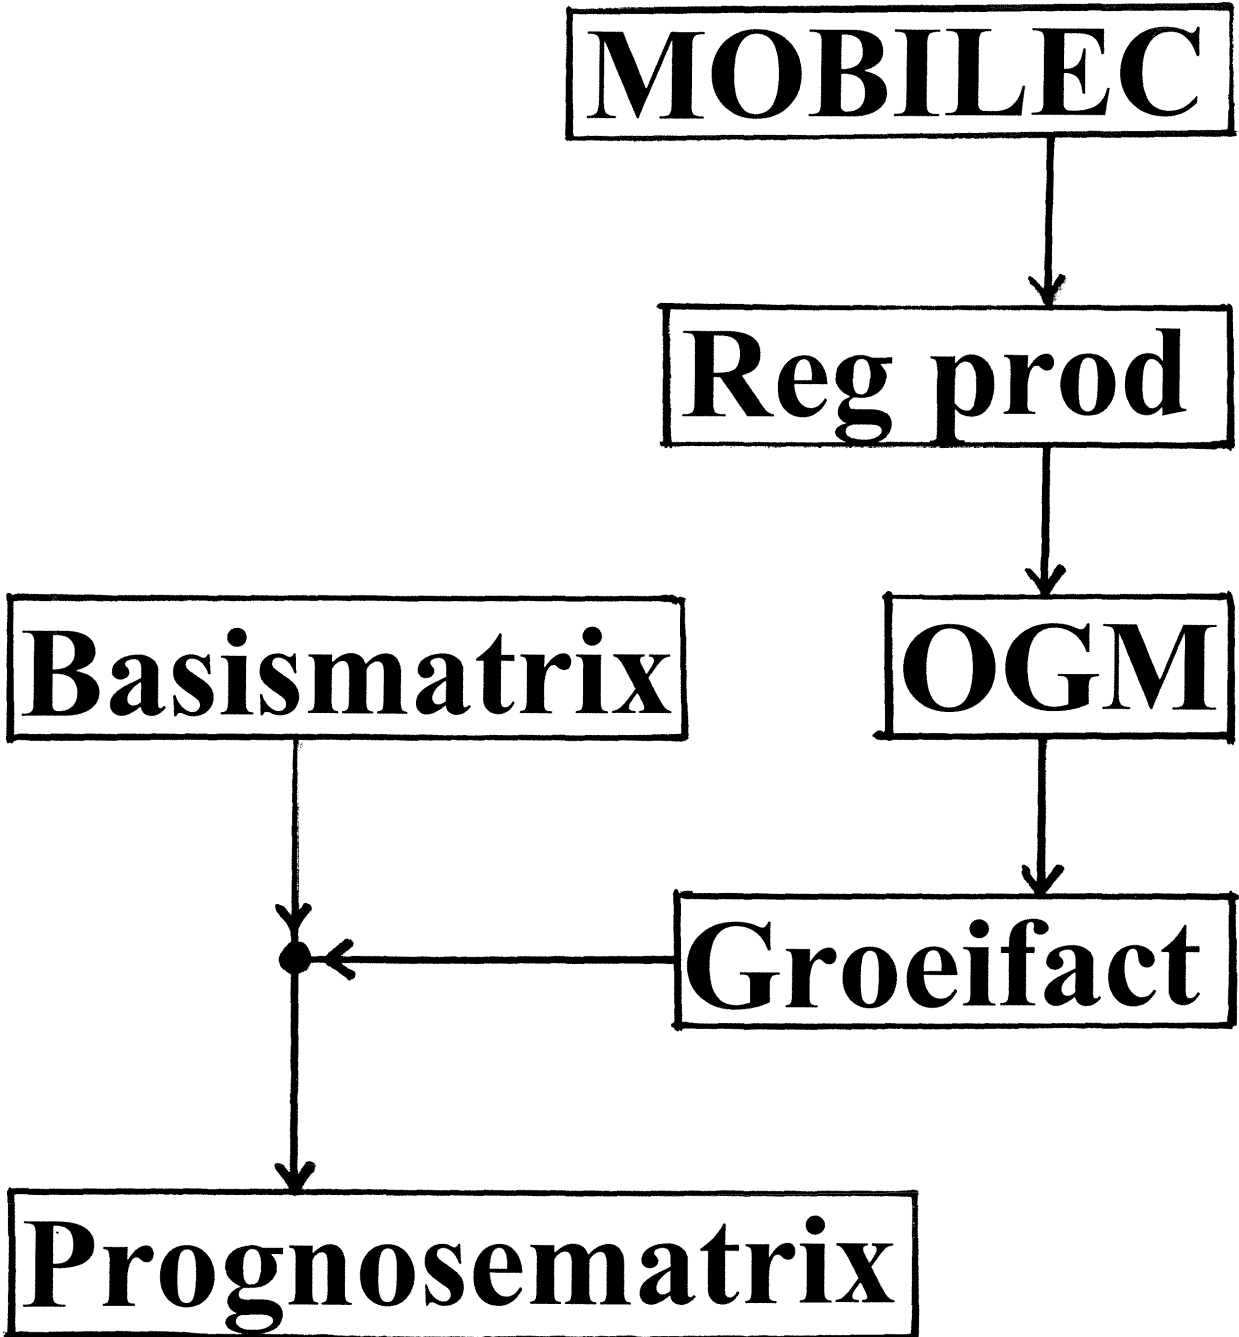 MOBILEC
Reg prod
Basismatrix
OGM
Groeifact
Prognosematrix